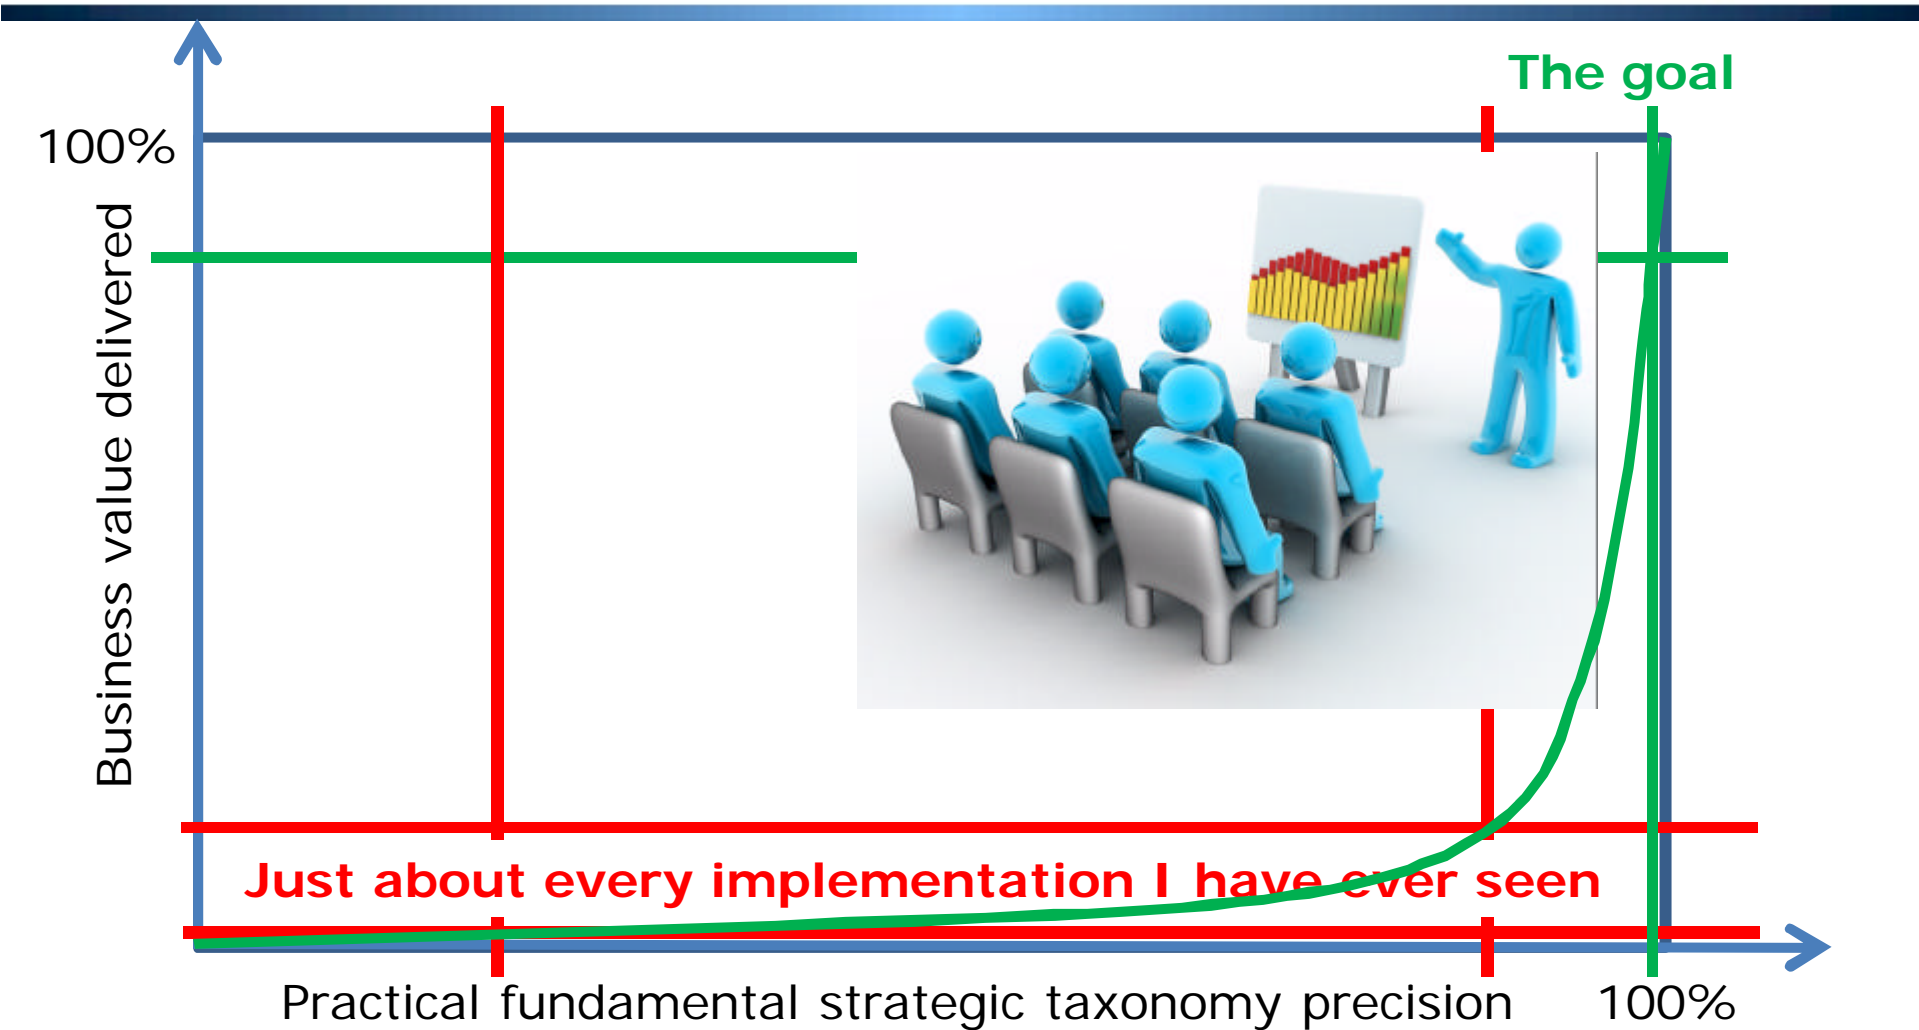 The goal
100%
Business value delivered
Just about every implementation I have ever seen
Practical fundamental strategic taxonomy precision
100%